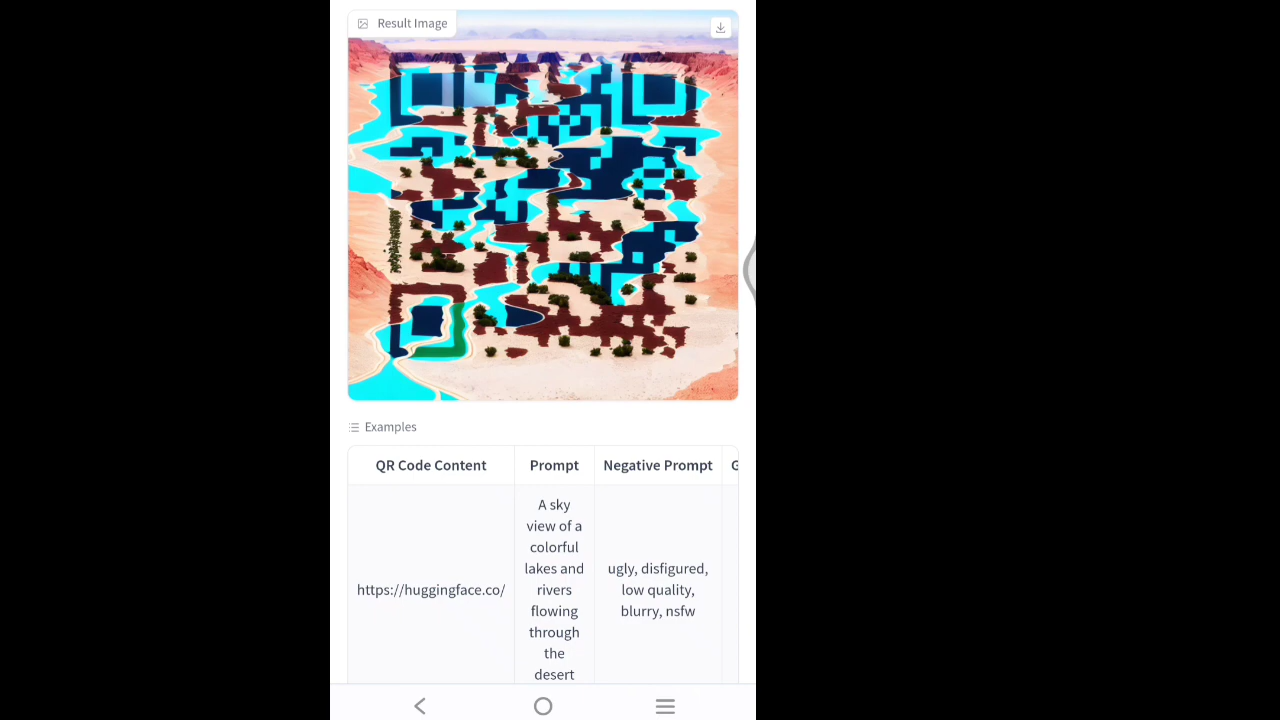 Result Image
Examples
QR Code Content Prompt Negative Prompt G
https://huggingface.co/
A sky
view of a
colorful
lakes and
rivers
flowing
through
the
desert
ugly, disfigured,
low quality,
blurry, nsfw